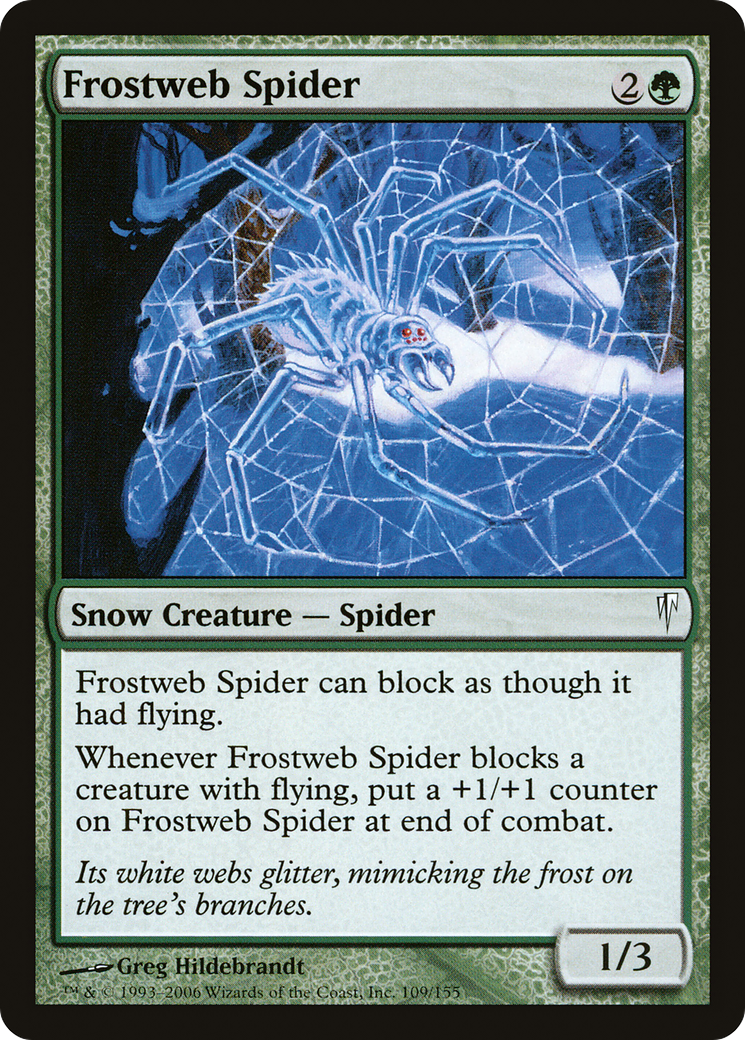 Frostweb Spider 2
Snow Creature — Spider
Frostweb Spider can block as though it
had flying.
Whenever Frostweb Spider blocks a
creature with flying, put a +1/+1 counter
on Frostweb Spider at end of combat.
Its white webs glitter, mimicking the frost on
the tree's branches.
1/3
Greg Hildebrandt
™ & © 1993–2006 Wizards of the Coast, Inc. 109/155